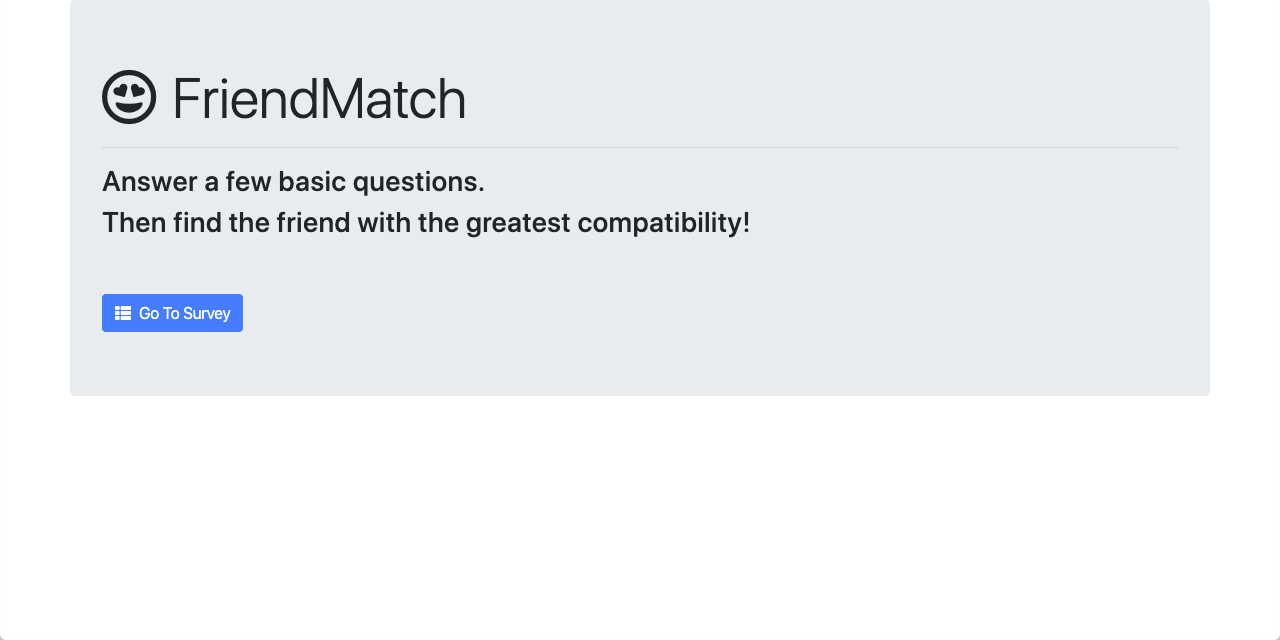 FriendMatch
Answer a few basic questions.
Then find the friend with the greatest compatibility!
Go To Survey